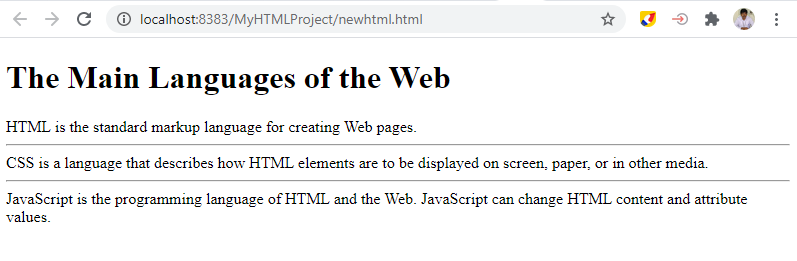 localhost:8383/MyHTMLProject/newhtml.html
The Main Languages of the Web
HTML is the standard markup language for creating Web pages.
CSS is a language that describes how HTML elements are to be displayed on screen, paper, or in other media.
JavaScript is the programming language of HTML and the Web. JavaScript can change HTML content and attribute
values.